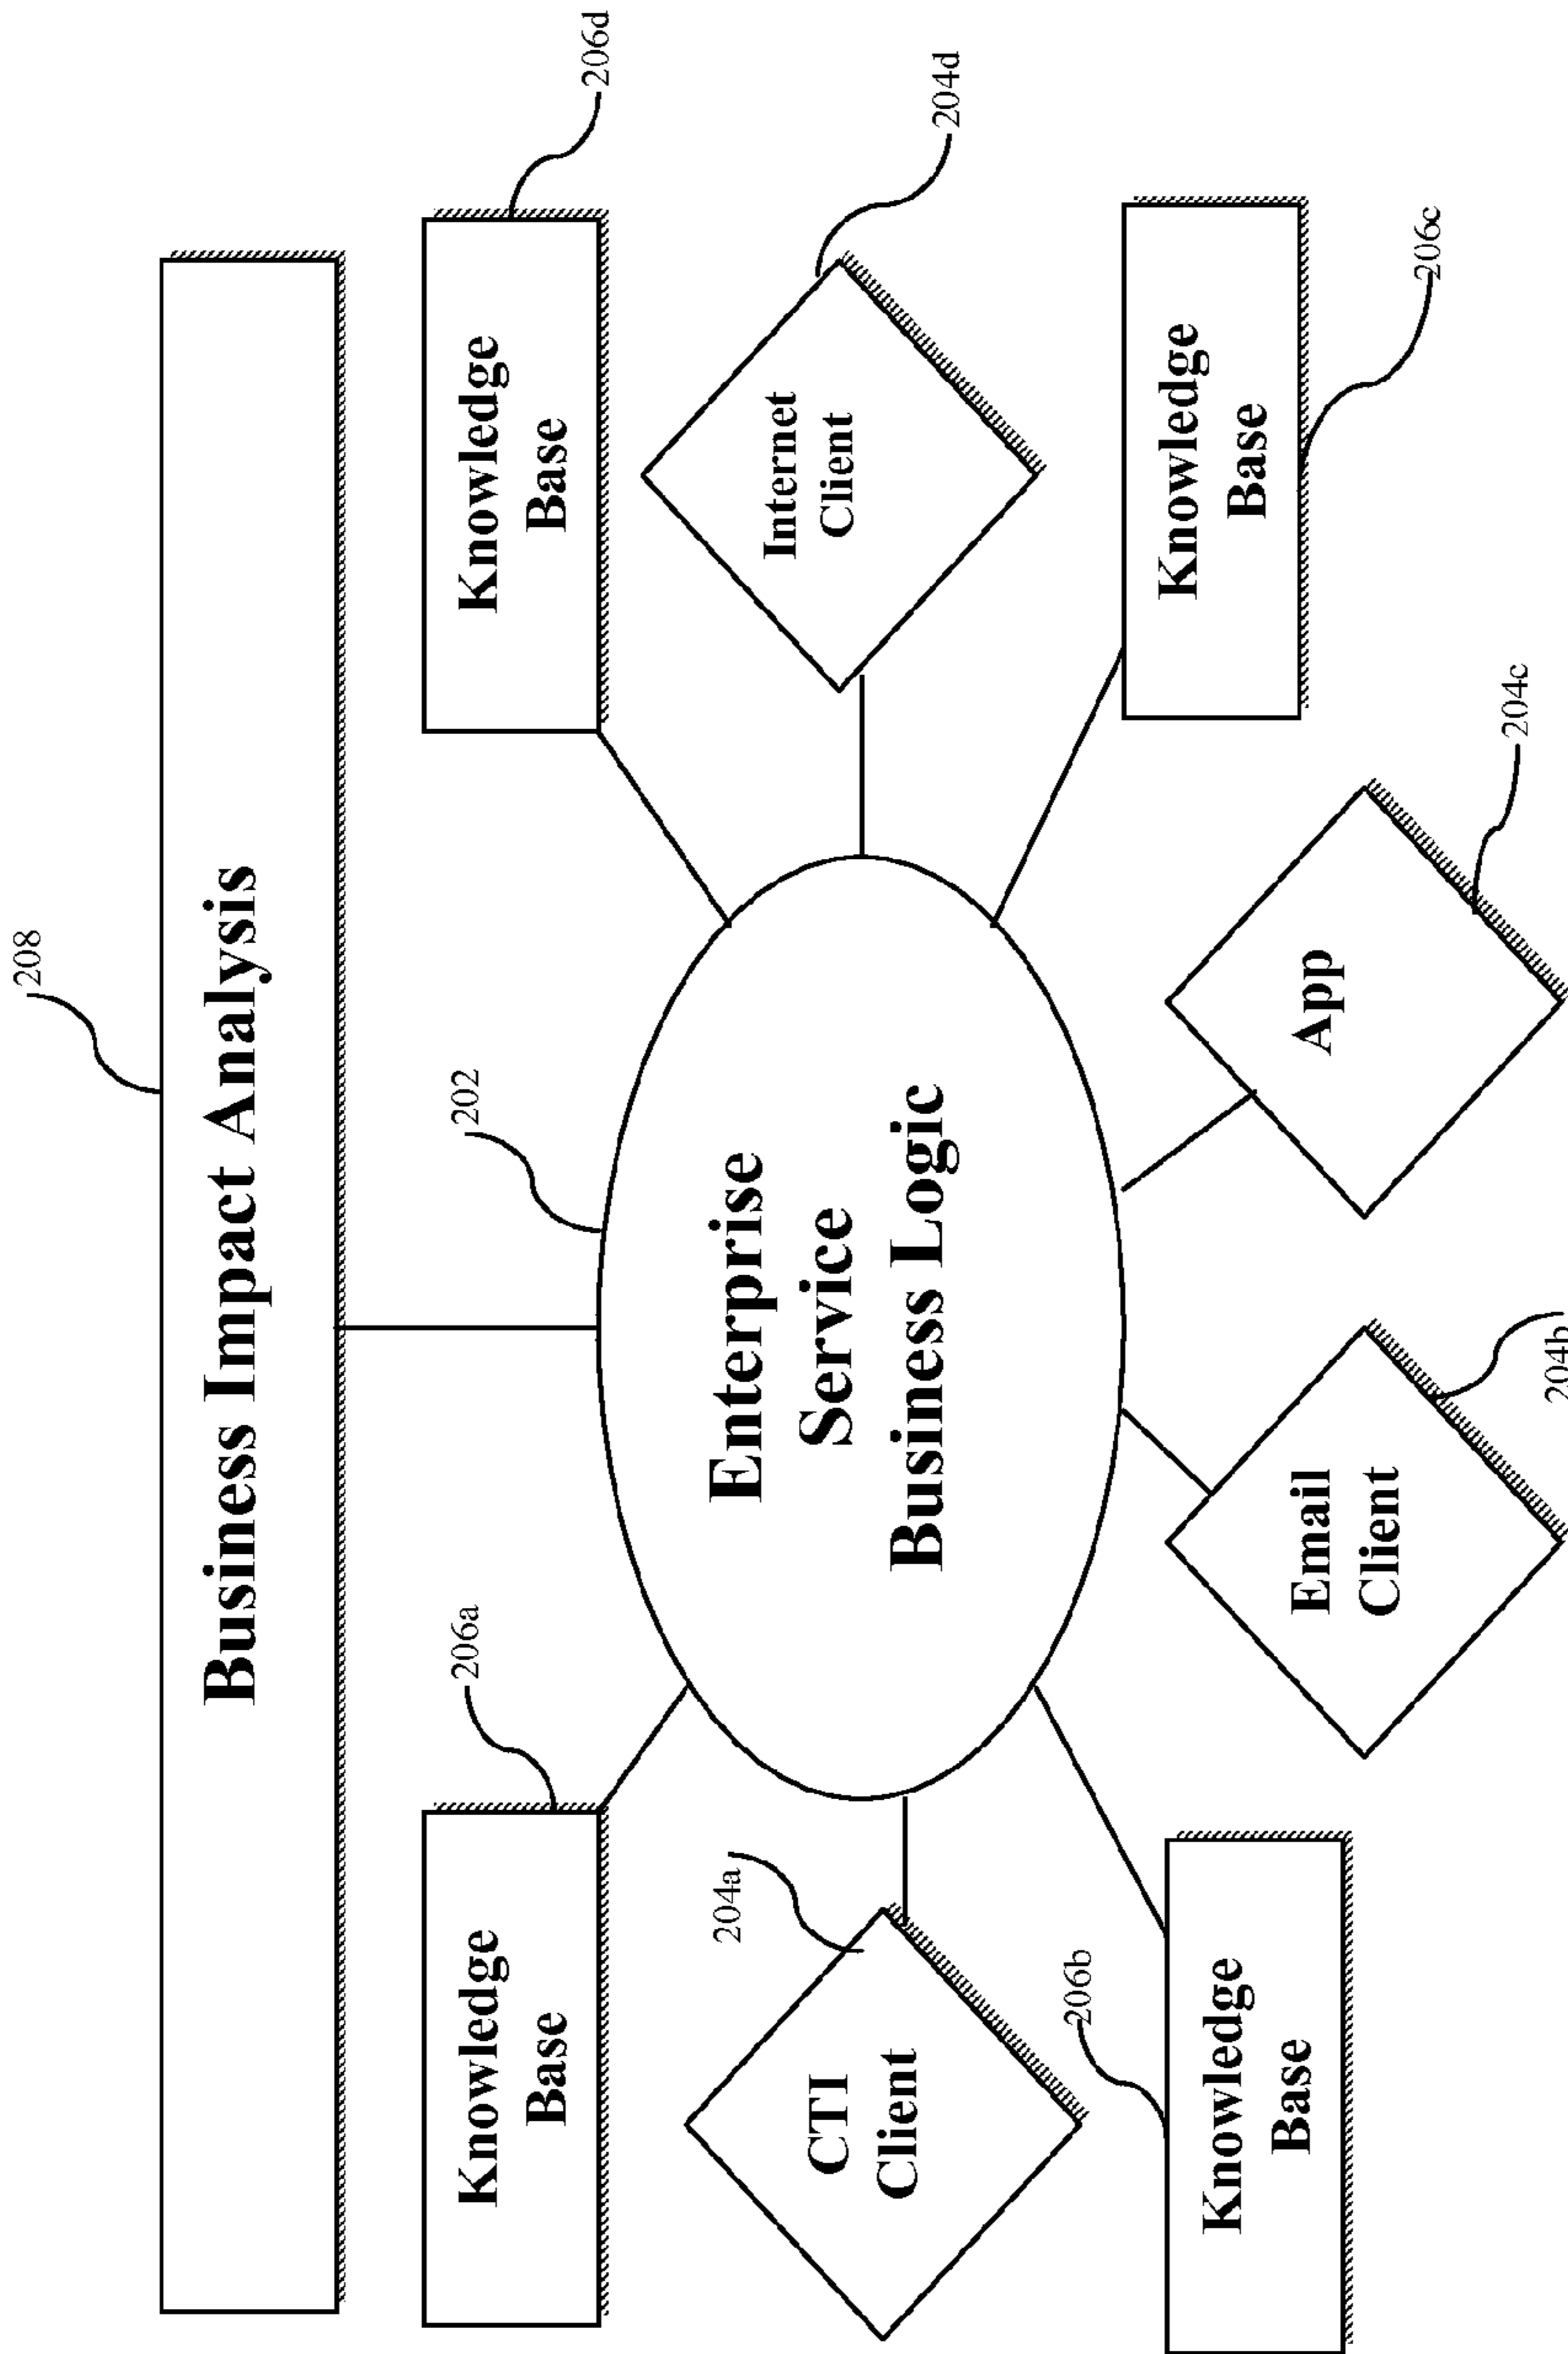 208
Business Impact Analysis
206a
202
206d
Knowledge
Base
Knowledge
Base
204a
Enterprise
Service
Business Logic
204d
CTI
Client
Internet
Client
206b
Knowledge
Base
Email
Client
App
Knowledge
Base
204b
204c
206c